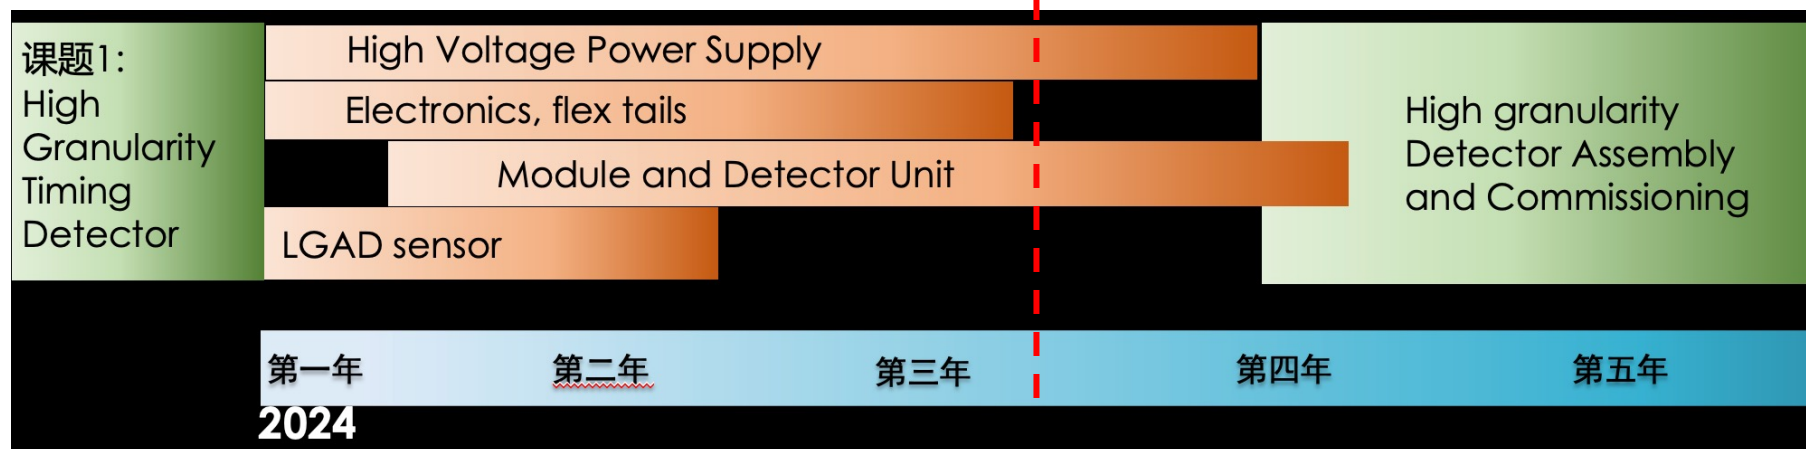 课题1:
High
Granularity
Timing
Detector
High Voltage Power Supply
Electronics, flex tails
Module and Detector Unit
LGAD sensor
High granularity
Detector Assembly
and Commissioning
第一年
第二年
第三年
第四年
第五年
2024